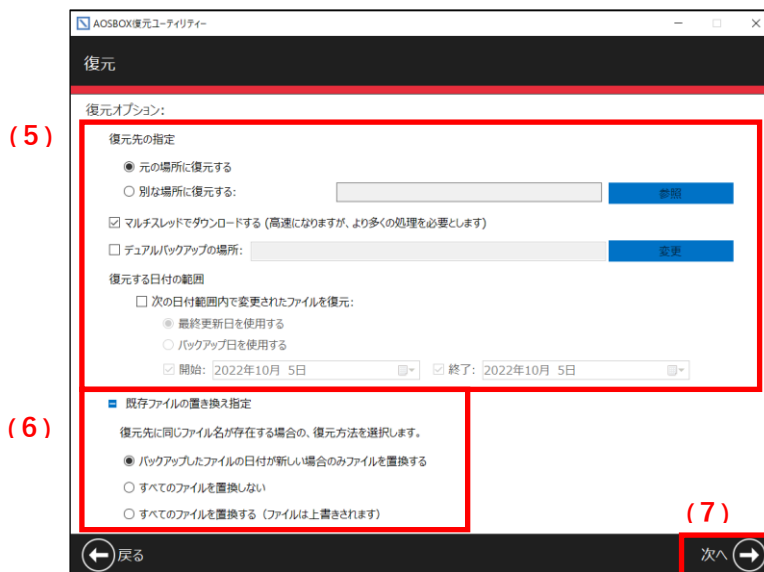 AOSBOX復元ユーティリティー
復元
復元オプション:
(5)
復元先の指定
元の場所に復元する
別な場所に復元する: 参照
マルチスレッドでダウンロードする (高速になりますが、より多くの処理を必要とします)
デュアルバックアップの場所: 変更
復元する日付の範囲
次の日付範囲内で変更されたファイルを復元:
最終更新日を使用する
バックアップ日を使用する
開始: 2022年10月 5日 終了: 2022年10月 5日
既存ファイルの置き換え指定
(6)
復元先に同じファイル名が存在する場合の、復元方法を選択します。
バックアップしたファイルの日付が新しい場合のみファイルを置換する
すべてのファイルを置換しない
すべてのファイルを置換する (ファイルは上書きされます)
(7)
戻る 次へ